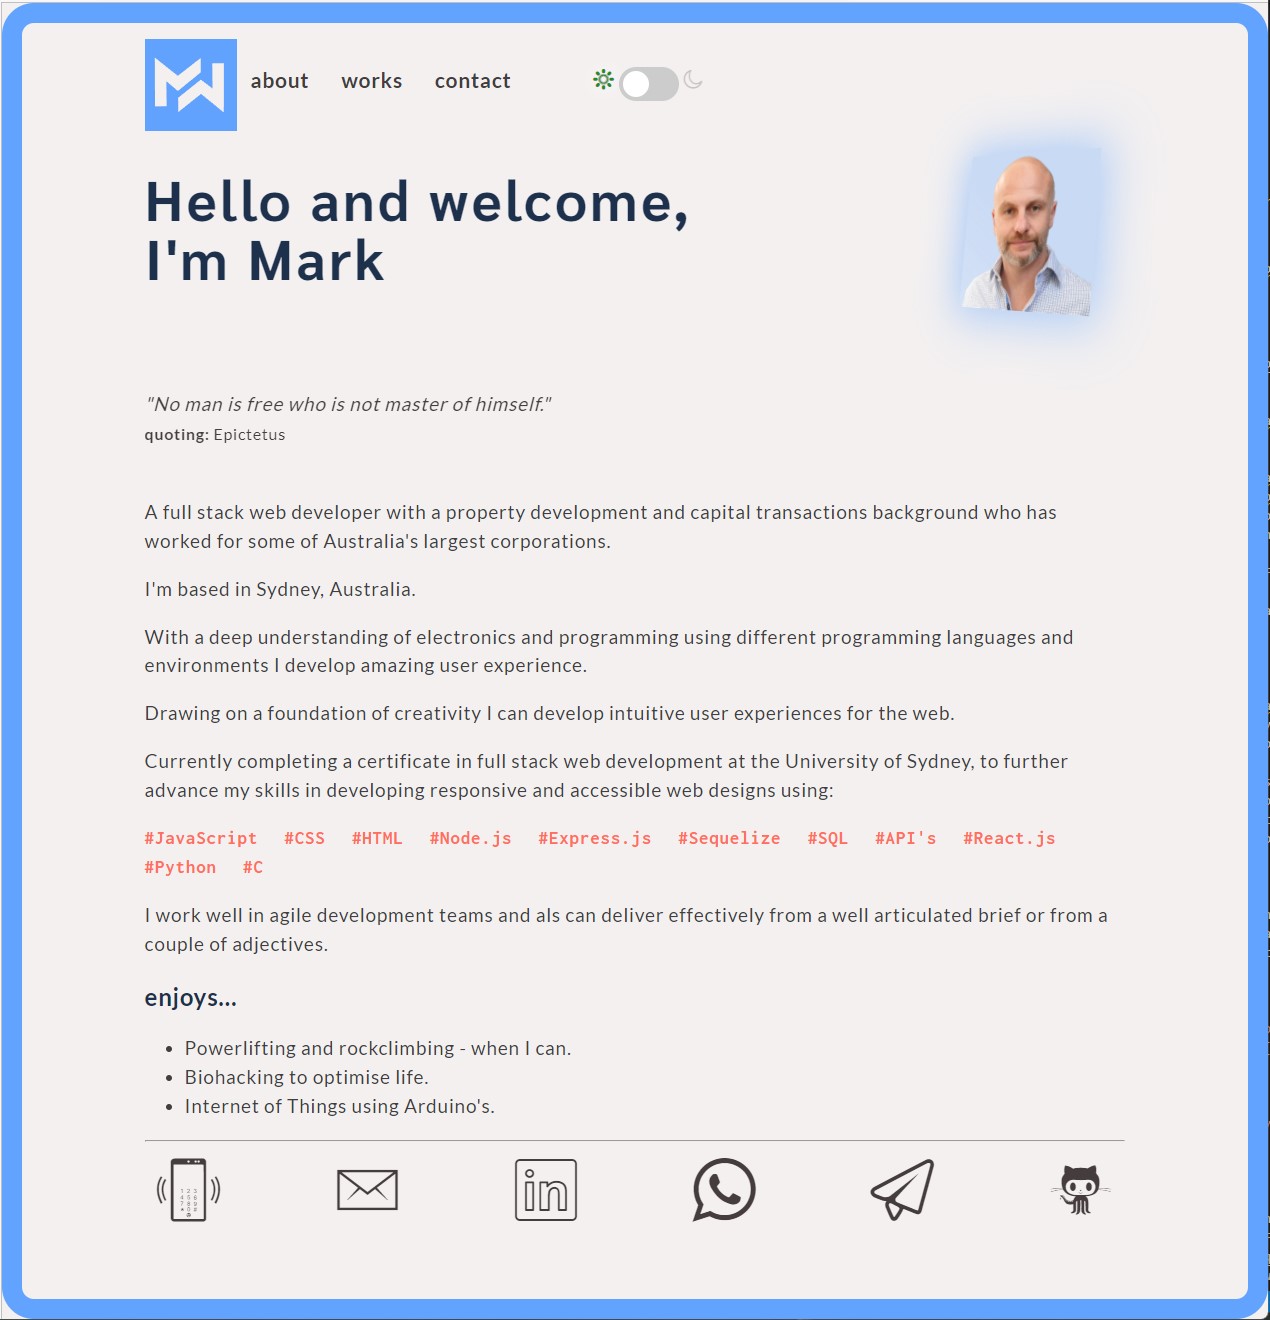 MW
about works contact
Hello and welcome,
I'm Mark
"No man is free who is not master of himself."
quoting: Epictetus
A full stack web developer with a property development and capital transactions background who has
worked for some of Australia's largest corporations.
I'm based in Sydney, Australia.
With a deep understanding of electronics and programming using different programming languages and
environments I develop amazing user experience.
Drawing on a foundation of creativity I can develop intuitive user experiences for the web.
Currently completing a certificate in full stack web development at the University of Sydney, to further
advance my skills in developing responsive and accessible web designs using:
#JavaScript #CSS #HTML #Node.js #Express.js #Sequelize #SQL #API's #React.js
#Python #C
I work well in agile development teams and als can deliver effectively from a well articulated brief or from a
couple of adjectives.
enjoys...
Powerlifting and rockclimbing - when I can.
Biohacking to optimise life.
Internet of Things using Arduino's.
in